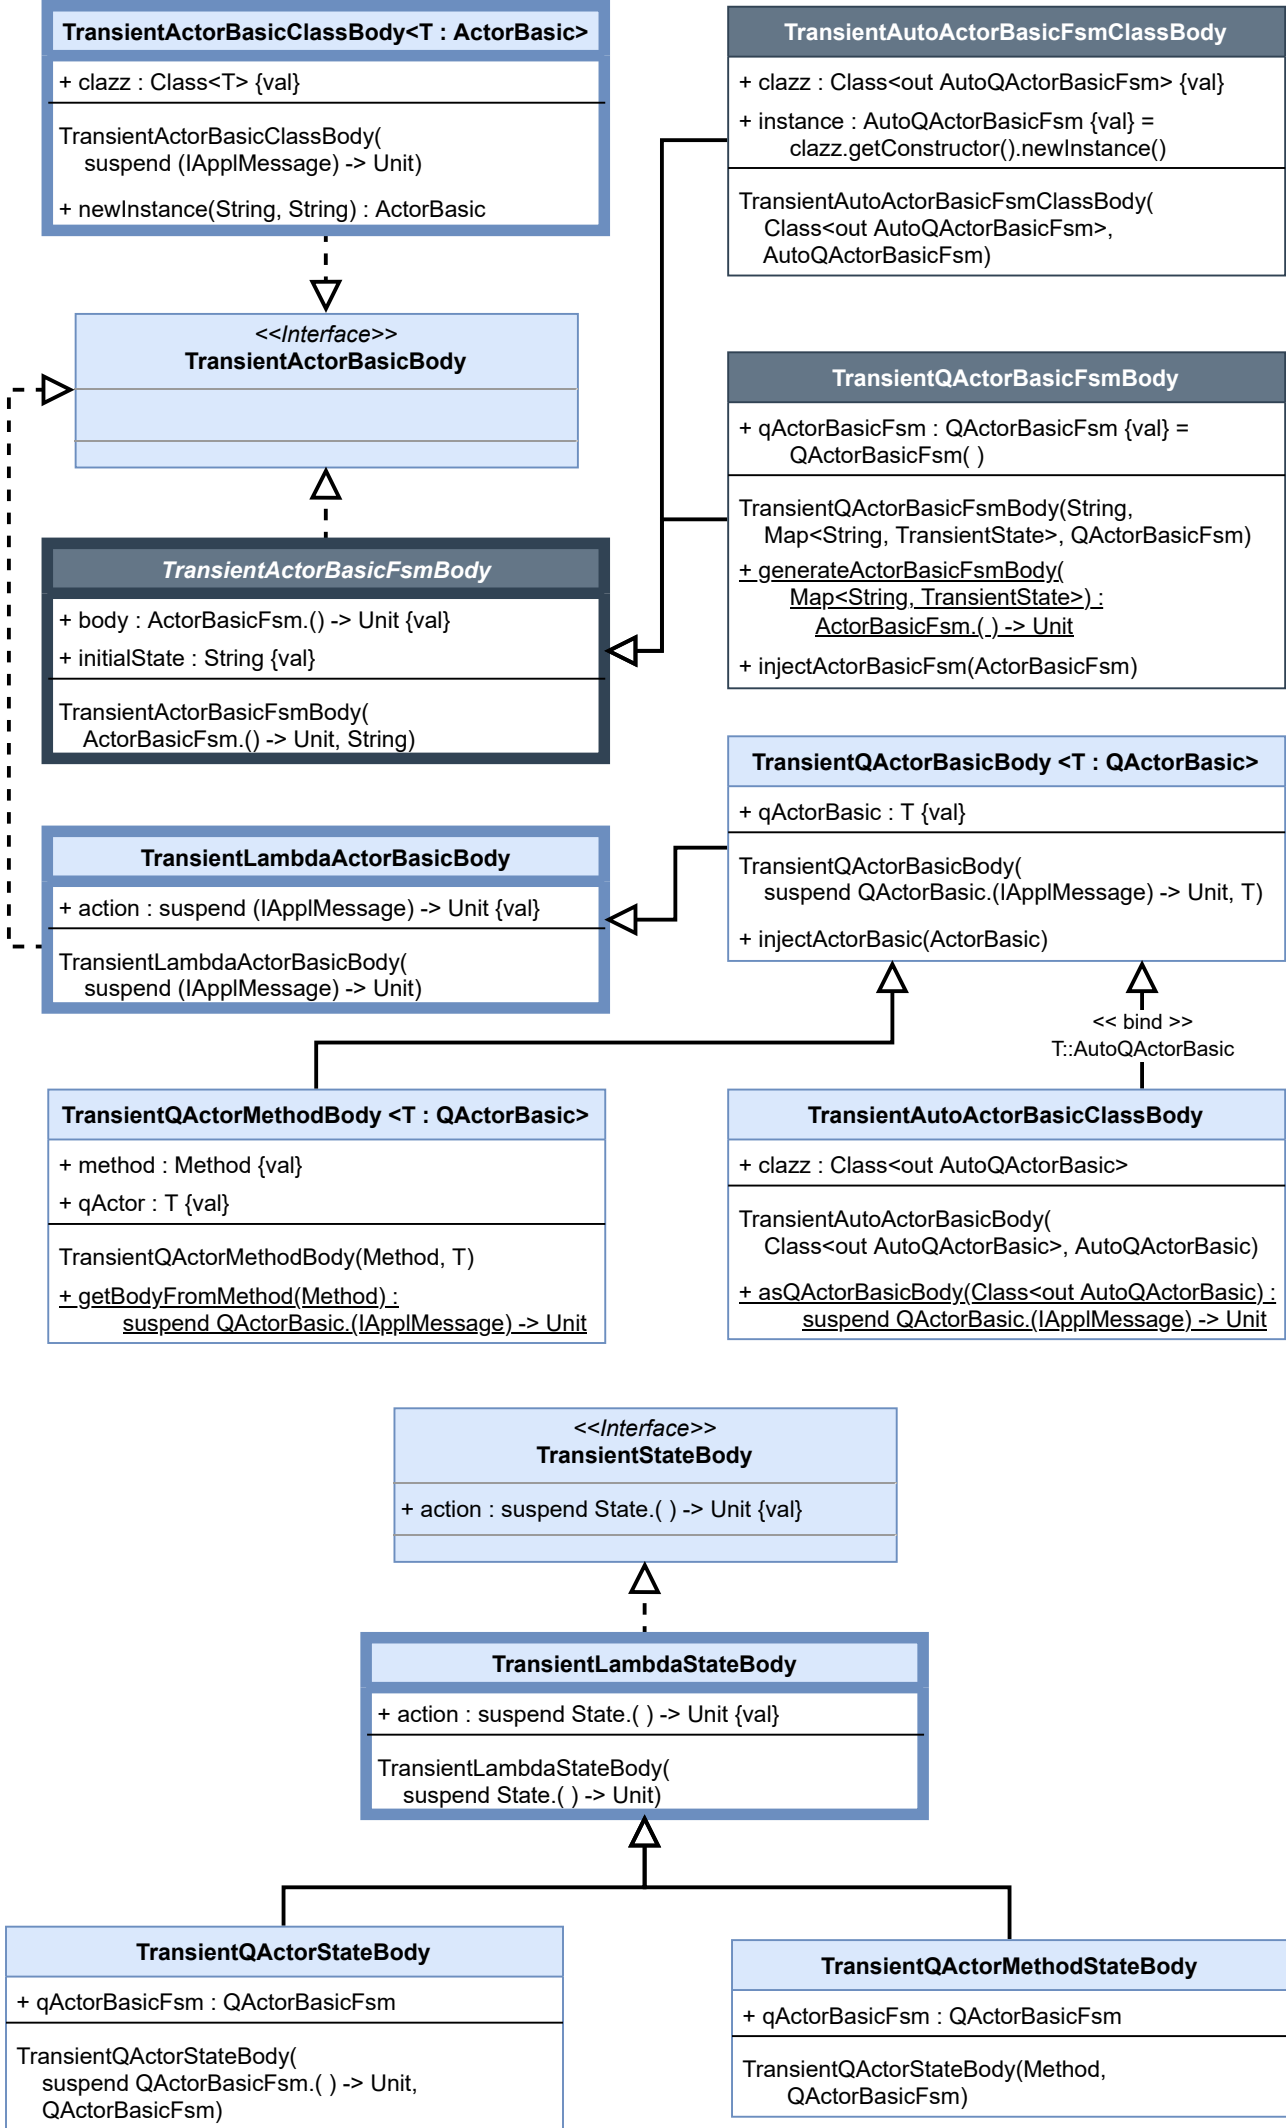 TransientActorBasicClassBody<T : ActorBasic>
+ clazz : Class<T> {val}
TransientActorBasicClassBody(
suspend (IApplMessage) -> Unit)
+ newInstance(String, String) : ActorBasic
<<Interface>>
TransientActorBasicBody
TransientActorBasicFsmBody
+ body : ActorBasicFsm.() -> Unit {val}
+ initialState : String {val}
TransientActorBasicFsmBody(
ActorBasicFsm.() -> Unit, String)
TransientLambdaActorBasicBody
+ action : suspend (IApplMessage) -> Unit {val}
TransientLambdaActorBasicBody(
suspend (IApplMessage) -> Unit)
TransientAutoActorBasicFsmClassBody
+ clazz : Class<out AutoQActorBasicFsm> {val}
+ instance : AutoQActorBasicFsm {val} =
clazz.getConstructor().newInstance()
TransientAutoActorBasicFsmClassBody(
Class<out AutoQActorBasicFsm>,
AutoQActorBasicFsm)
TransientQActorBasicFsmBody
+ qActorBasicFsm : QActorBasicFsm {val} =
QActorBasicFsm( )
TransientQActorBasicFsmBody(String,
Map<String, TransientState>, QActorBasicFsm)
+ generateActorBasicFsmBody(
Map<String, TransientState>) :
ActorBasicFsm.( ) -> Unit
+ injectActorBasicFsm(ActorBasicFsm)
TransientQActorBasicBody <T : QActorBasic>
+ qActorBasic : T {val}
TransientQActorBasicBody(
suspend QActorBasic.(IApplMessage) -> Unit, T)
+ injectActorBasic(ActorBasic)
<< bind >>
T::AutoQActorBasic
TransientQActorMethodBody <T : QActorBasic>
+ method : Method {val}
+ qActor : T {val}
TransientQActorMethodBody(Method, T)
+ getBodyFromMethod(Method) :
suspend QActorBasic.(IApplMessage) -> Unit
TransientAutoActorBasicClassBody
+ clazz : Class<out AutoQActorBasic>
TransientAutoActorBasicBody(
Class<out AutoQActorBasic>, AutoQActorBasic)
+ asQActorBasicBody(Class<out AutoQActorBasic) :
suspend QActorBasic.(IApplMessage) -> Unit
<<Interface>>
TransientStateBody
+ action : suspend State.( ) -> Unit {val}
TransientLambdaStateBody
+ action : suspend State.( ) -> Unit {val}
TransientLambdaStateBody(
suspend State.( ) -> Unit)
TransientQActorStateBody
+ qActorBasicFsm : QActorBasicFsm
TransientQActorStateBody(
suspend QActorBasicFsm.( ) -> Unit,
QActorBasicFsm)
TransientQActorMethodStateBody
+ qActorBasicFsm : QActorBasicFsm
TransientQActorStateBody(Method,
QActorBasicFsm)